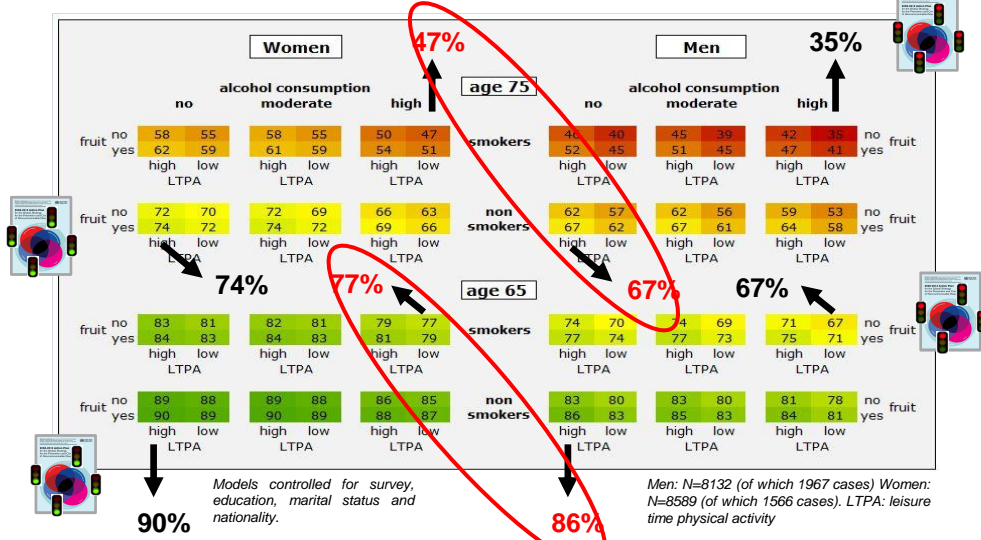 47%
35%
Women
Men
age 75
alcohol consumption
no moderate high
alcohol consumption
no moderate high
fruit no 58 55 58 55 50 47 smokers 46 40 45 39 42 35 no fruit
yes 62 59 61 59 54 51 52 45 51 45 47 41 yes
high low high low high low high low high low high low
LTPA LTPA LTPA LTPA LTPA LTPA
fruit no 72 70 72 69 66 63 non smokers 62 57 62 56 59 53 no fruit
yes 74 72 74 72 69 66 67 62 67 61 64 58 yes
high low high low high low high low high low high low
LTPA LTPA LTPA LTPA LTPA LTPA
74% 77% age 65 67% 67%
fruit no 83 81 82 81 79 77 smokers 74 70 74 69 71 67 no fruit
yes 84 83 84 83 81 79 77 74 77 73 75 71 yes
high low high low high low high low high low high low
LTPA LTPA LTPA LTPA LTPA LTPA
fruit no 89 88 89 88 86 85 non smokers 83 80 83 80 81 78 no fruit
yes 90 89 90 89 88 87 86 83 85 83 84 81 yes
high low high low high low high low high low high low
LTPA LTPA LTPA LTPA LTPA LTPA
90%
Models controlled for survey,
education, marital status and
nationality.
86%
Men: N=8132 (of which 1967 cases) Women:
N=8589 (of which 1566 cases). LTPA: leisure
time physical activity